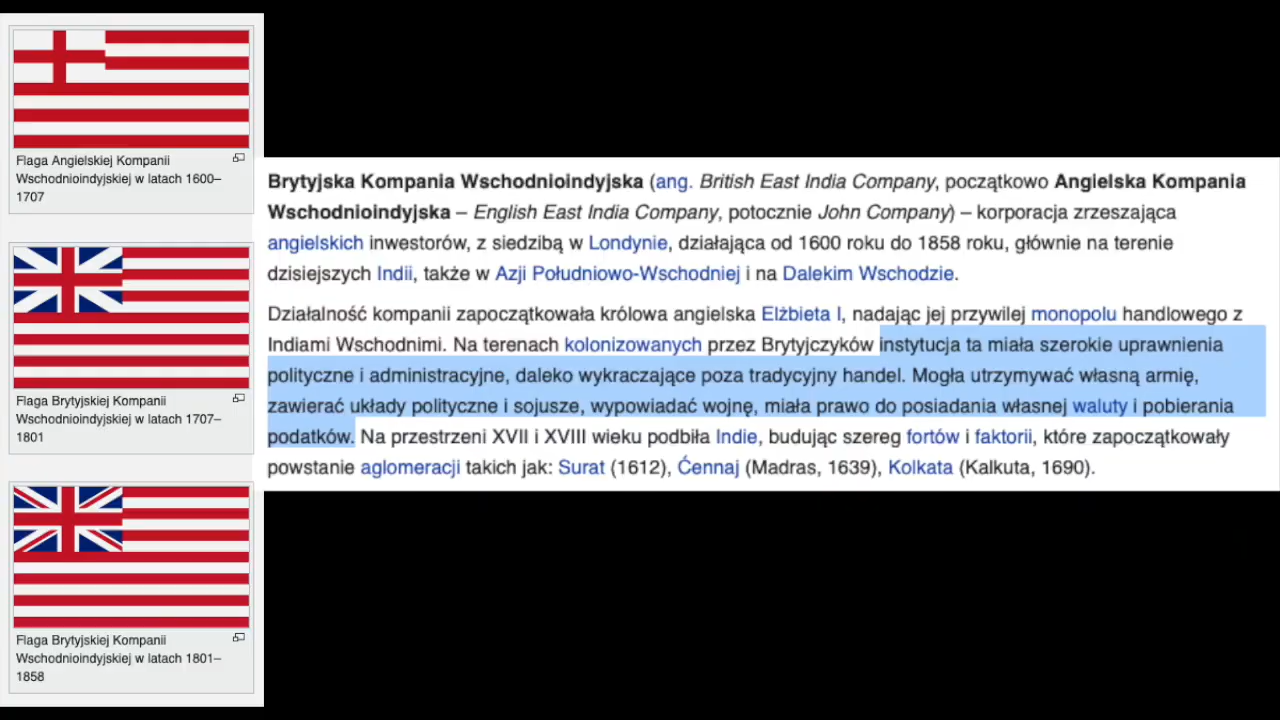 Flaga Angielskiej Kompanii
Wschodnioindyjskiej w latach 1600–
1707
Flaga Brytyjskiej Kompanii
Wschodnioindyjskiej w latach 1707–
1801
Flaga Brytyjskiej Kompanii
Wschodnioindyjskiej w latach 1801–
1858
Brytyjska Kompania Wschodnioindyjska (ang. British East India Company, początkowo Angielska Kompania
Wschodnioindyjska – English East India Company, potocznie John Company) – korporacja zrzeszająca
angielskich inwestorów, z siedzibą w Londynie, działająca od 1600 roku do 1858 roku, głównie na terenie
dzisiejszych Indii, także w Azji Południowo-Wschodniej i na Dalekim Wschodzie.
Działalność kompanii zapoczątkowała królowa angielska Elżbieta I, nadając jej przywilej monopolu handlowego z
Indiami Wschodnimi. Na terenach kolonizowanych przez Brytyjczyków instytucja ta miała szerokie uprawnienia
polityczne i administracyjne, daleko wykraczające poza tradycyjny handel. Mogła utrzymywać własną armię,
zawierać układy polityczne i sojusze, wypowiadać wojnę, miała prawo do posiadania własnej waluty i pobierania
podatków. Na przestrzeni XVII i XVIII wieku podbiła Indie, budując szereg fortów i faktorii, które zapoczątkowały
powstanie aglomeracji takich jak: Surat (1612), Ćennaj (Madras, 1639), Kolkata (Kalkuta, 1690).